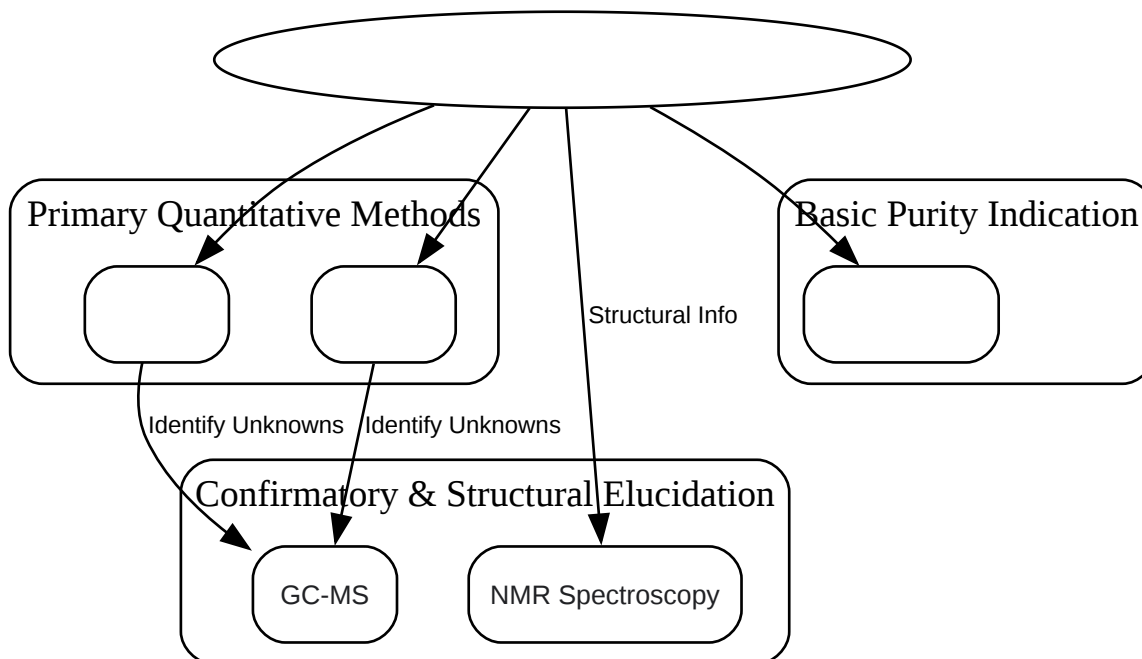 Primary Quantitative Methods
Basic Purity Indication
Structural Info
Identify Unknowns
Identify Unknowns
Confirmatory & Structural Elucidation
GC-MS
NMR Spectroscopy